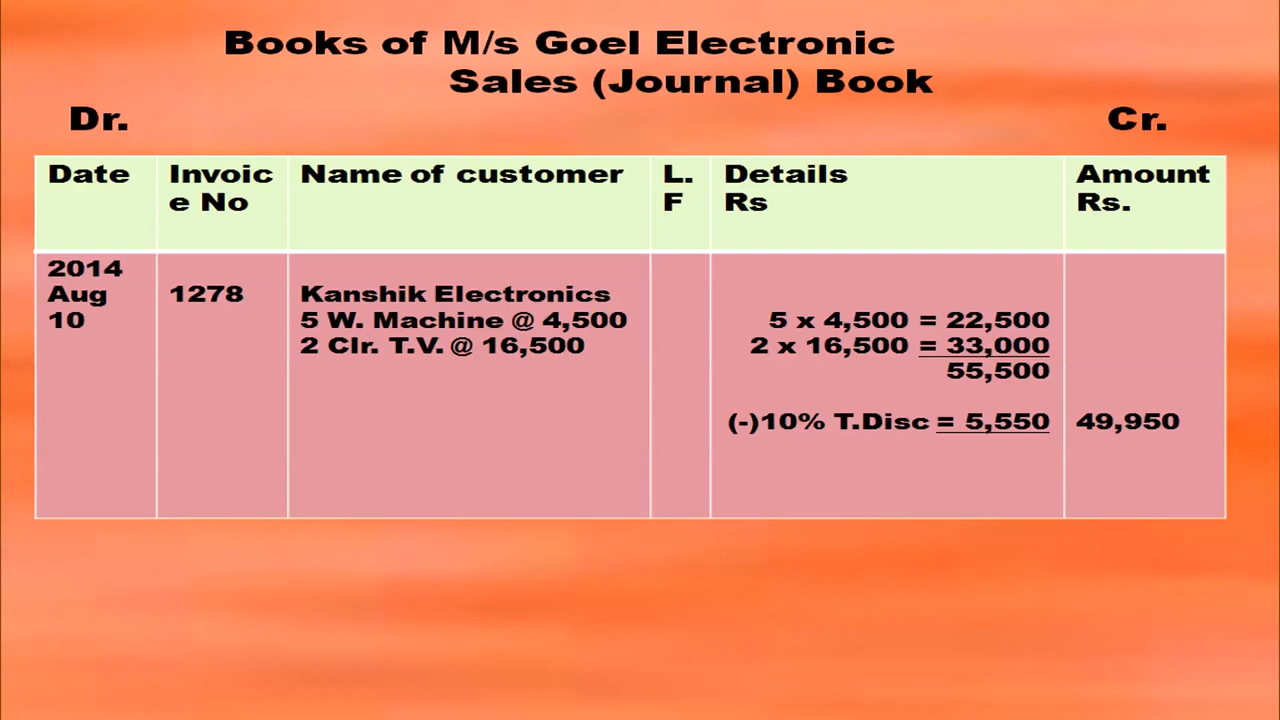 Books of M/s Goel Electronic
Sales (Journal) Book
Dr. Cr.
Date Invoic Name of customer L. Details Amount
e No F Rs Rs.
2014
Aug 1278 Kanshik Electronics
10 5 W. Machine @ 4,500 5 x 4,500 = 22,500
2 Clr. T.V. @ 16,500 2 x 16,500 = 33,000
55,500
(-)10% T.Disc = 5,550 49,950